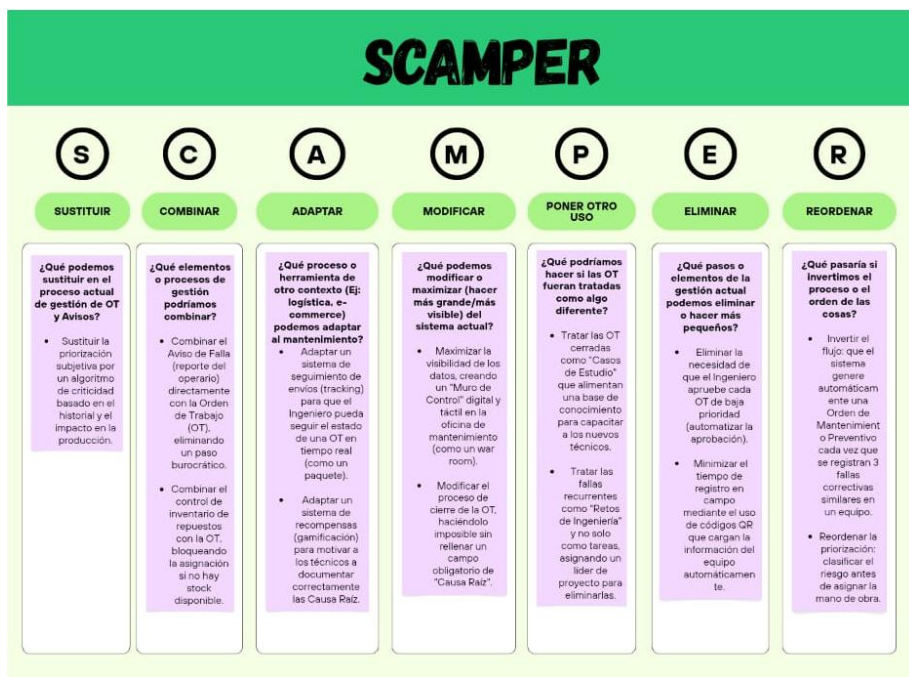 SCAMPER
S
SUSTITUIR
¿Qué podemos
sustituir en el
proceso actual
de gestión de OT
y Avisos?
• Sustituir la
priorización
subjetiva por
un algoritmo
de criticidad
basado en el
historial y el
impacto en la
producción.
C
COMBINAR
¿Qué elementos
o procesos de
gestión
podríamos
combinar?
• Combinar el
Aviso de Falla
(reporte del
operario)
directamente
con la Orden
de Trabajo
(OT),
eliminando
un paso
burocrático.
• Combinar el
control de
inventario de
repuestos
con la OT,
bloqueando
la asignación
si no hay
stock
disponible.
A
ADAPTAR
¿Qué proceso o
herramienta de
otro contexto (Ej:
logística, e-
commerce)
podemos adaptar
al mantenimiento?
• Adaptar un
sistema de
seguimiento de
envíos (tracking)
para que el
Ingeniero pueda
seguir el estado
de una OT en
tiempo real
(como un
paquete).
• Adaptar un
sistema de
recompensas
(gamificación)
para motivar a
los técnicos a
documentar
correctamente
las Causa Raíz.
M
MODIFICAR
¿Qué podemos
modificar o
maximizar (hacer
más grande/más
visible) del
sistema actual?
• Maximizar la
visibilidad de los
datos, creando
un "Muro de
Control" digital y
táctil en la
oficina de
mantenimiento
(como un war
room).
• Modificar el
proceso de
cierre de la OT,
haciéndolo
imposible sin
rellenar un
campo
obligatorio de
"Causa Raíz".
P
PONER OTRO
USO
¿Qué podríamos
hacer si las OT
fueran tratadas
como algo
diferente?
• Tratar las OT
cerradas
como "Casos
de Estudio"
que alimentan
una base de
conocimiento
para capacitar
a los nuevos
técnicos.
• Tratar las
fallas
recurrentes
como "Retos
de Ingeniería"
y no solo
como tareas,
asignando un
líder de
proyecto para
eliminarlas.
E
ELIMINAR
¿Qué pasos o
elementos de la
gestión actual
podemos eliminar
o hacer más
pequeños?
• Eliminar la
necesidad de
que el Ingeniero
apruebe cada
OT de baja
prioridad
(automatizar la
aprobación).
• Minimizar el
tiempo de
registro en
campo
mediante el uso
de códigos QR
que cargan la
información del
equipo
automáticamen
te.
R
REORDENAR
¿Qué pasaría si
invertimos el
proceso o el
orden de las
cosas?
• Invertir el
flujo: que el
sistema
genere
automáticam
ente una
Orden de
Mantenimient
o Preventivo
cada vez que
se registran 3
fallas
correctivas
similares en
un equipo.
• Reordenar la
priorización:
clasificar el
riesgo antes
de asignar la
mano de obra.